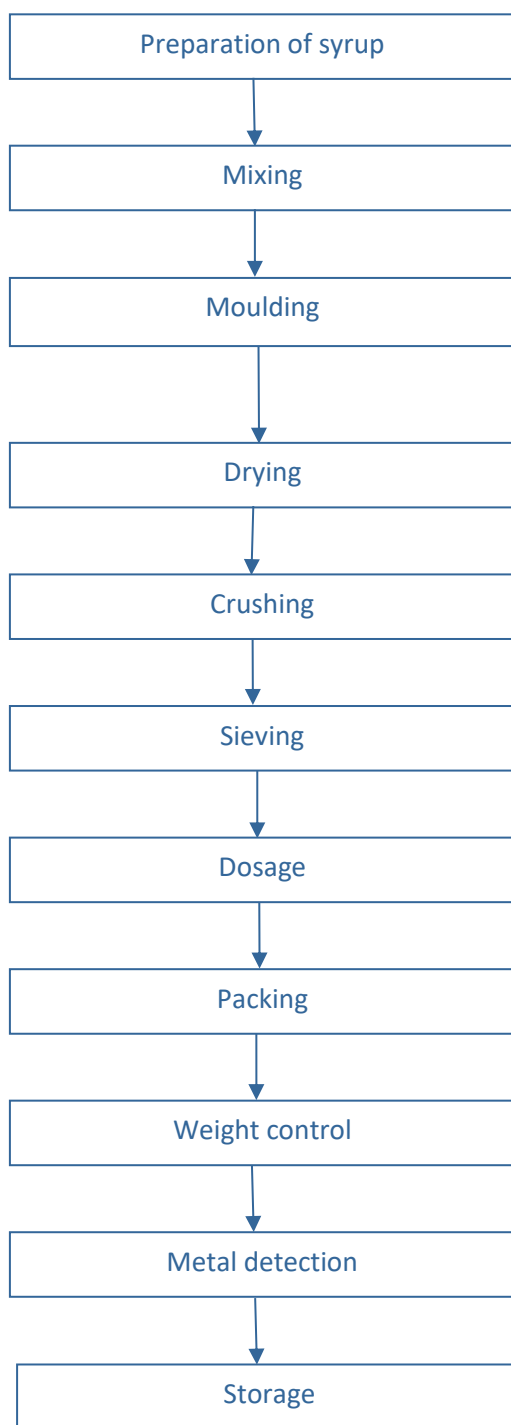 Preparation of syrup
Mixing
Moulding
Drying
Crushing
Sieving
Dosage
Packing
Weight control
Metal detection
Storage